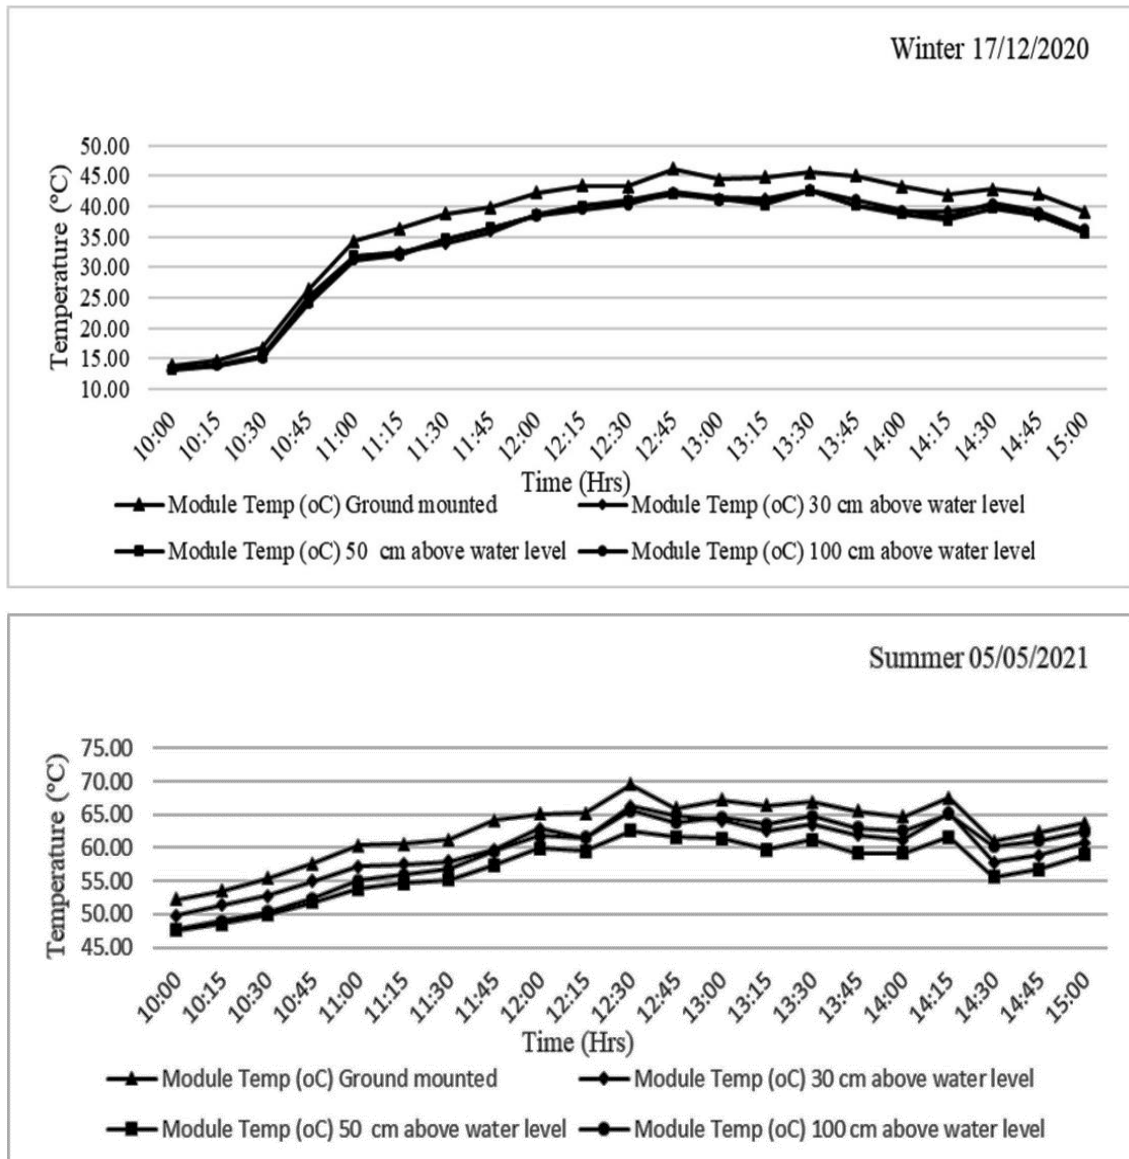 Winter 17/12/2020
50.00
45.00
40.00
35.00
30.00
25.00
20.00
15.00
10.00
Temperature (°C)
10:00 10:15 10:30 10:45 11:00 11:15 11:30 11:45 12:00 12:15 12:30 12:45 13:00 13:15 13:30 13:45 14:00 14:15 14:30 14:45 15:00
Time (Hrs)
Module Temp (oC) Ground mounted Module Temp (oC) 30 cm above water level
Module Temp (oC) 50 cm above water level Module Temp (oC) 100 cm above water level
Summer 05/05/2021
75.00
70.00
65.00
60.00
55.00
50.00
45.00
Temperature (°C)
10:00 10:15 10:30 10:45 11:00 11:15 11:30 11:45 12:00 12:15 12:30 12:45 13:00 13:15 13:30 13:45 14:00 14:15 14:30 14:45 15:00
Time (Hrs)
Module Temp (oC) Ground mounted Module Temp (oC) 30 cm above water level
Module Temp (oC) 50 cm above water level Module Temp (oC) 100 cm above water level